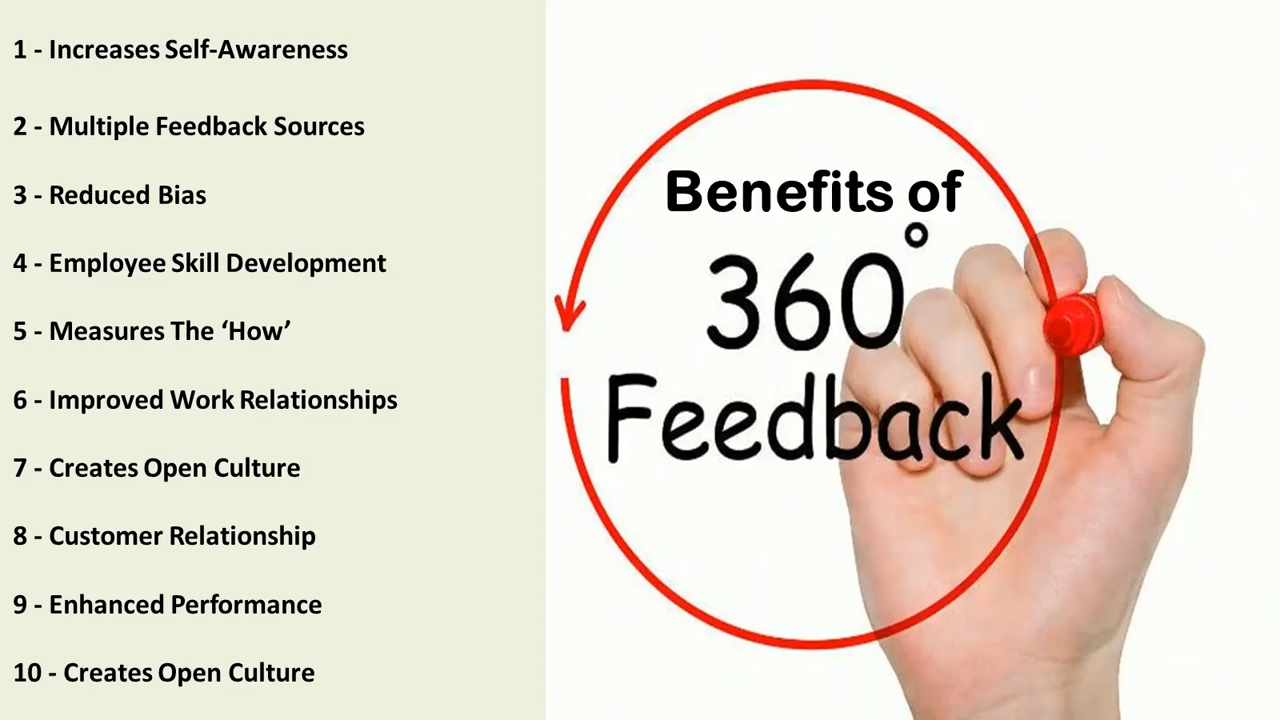 1 - Increases Self-Awareness
2 - Multiple Feedback Sources
3 - Reduced Bias
4 - Employee Skill Development
5 - Measures The ‘How’
6 - Improved Work Relationships
7 - Creates Open Culture
8 - Customer Relationship
9 - Enhanced Performance
10 - Creates Open Culture
Benefits of
360°
Feedback